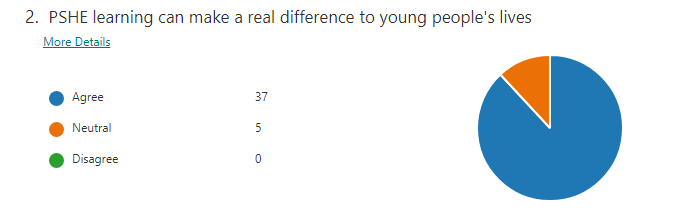 2. PSHE learning can make a real difference to young people's lives
More Details
Agree 37
Neutral 5
Disagree 0